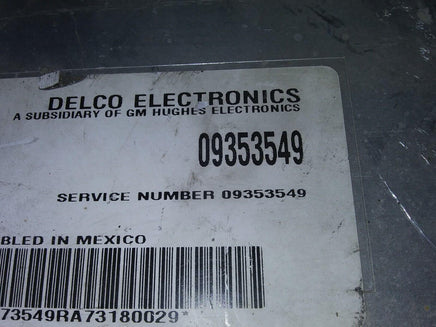 DELCO ELECTRONICS
A SUBSIDIARY OF GM HUGHES ELECTRONICS
09353549
SERVICE NUMBER 09353549
BLED IN MEXICO
73549RA73180029*